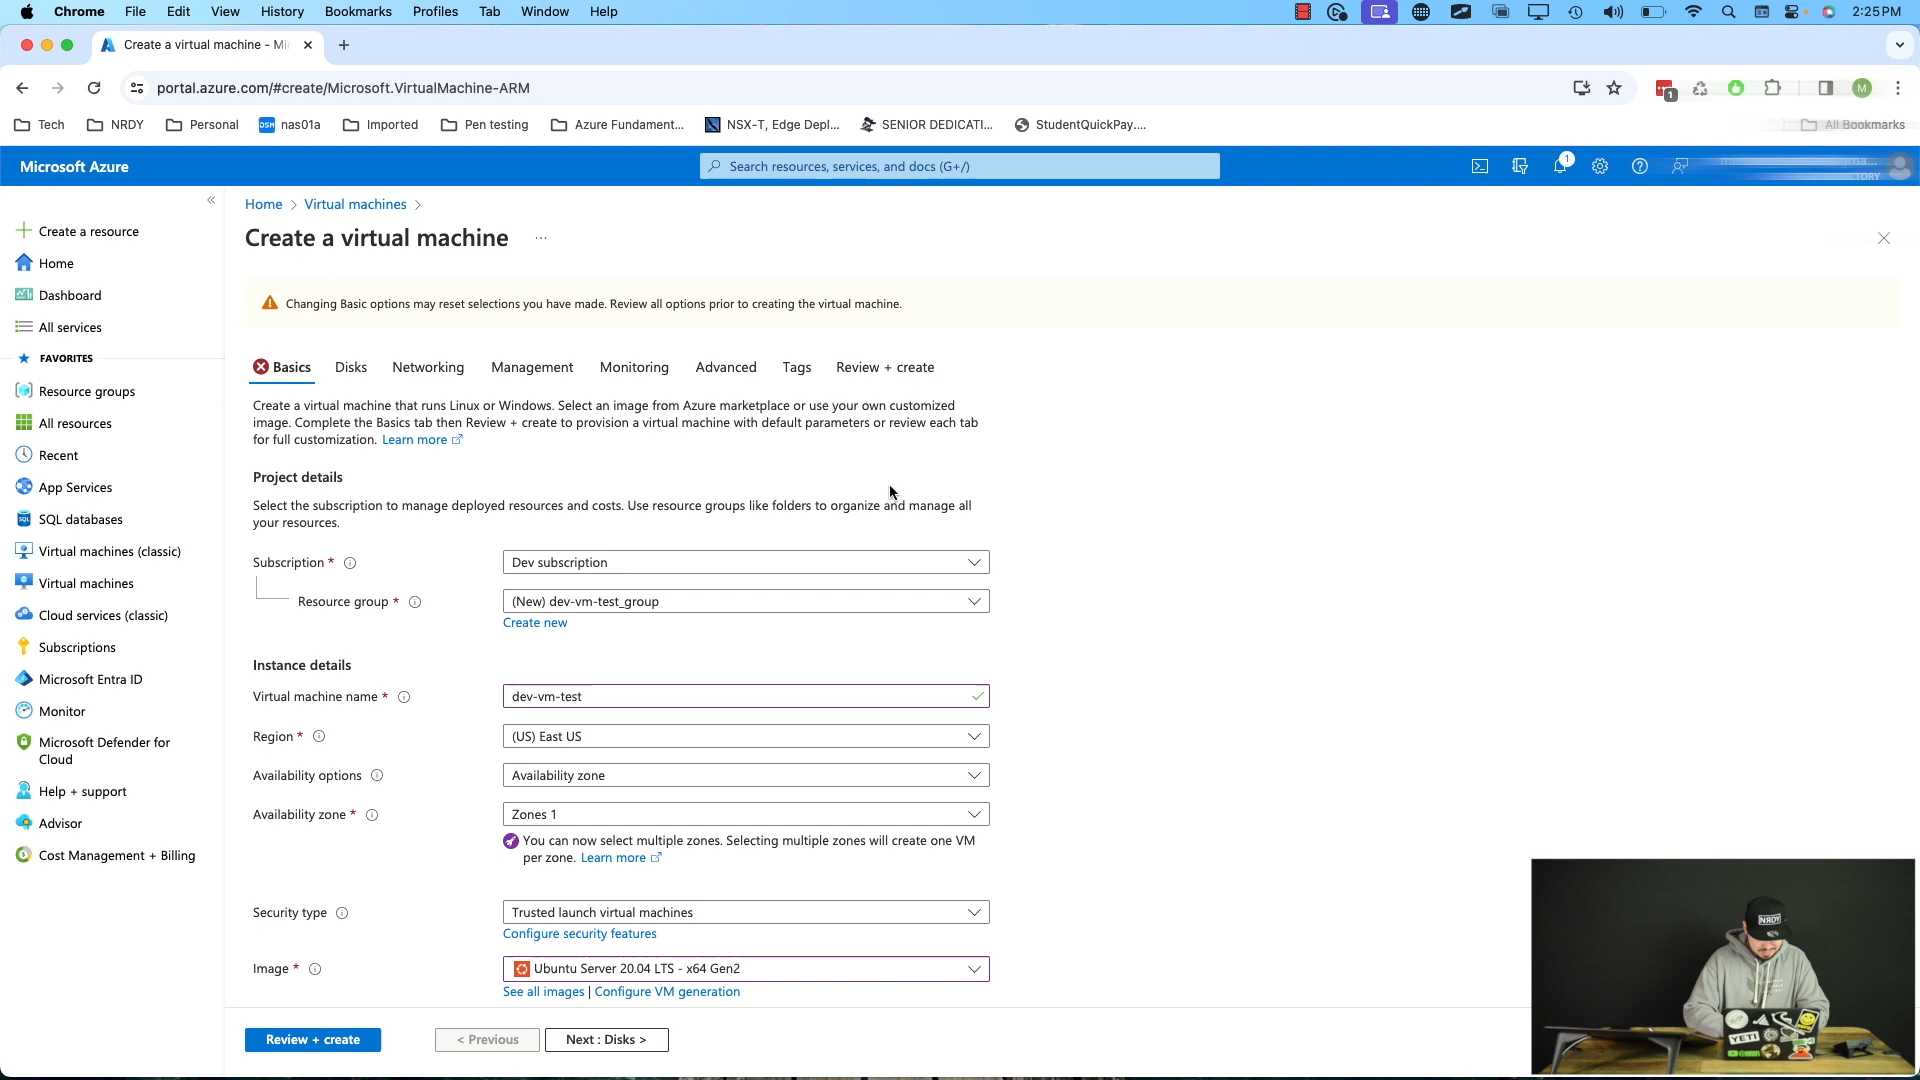 Chrome File Edit View History Bookmarks Profiles Tab Window Help 2:25 PM
Create a virtual machine - Mi
portal.azure.com/#create/Microsoft.VirtualMachine-ARM 1 M
Tech NRDY Personal DSM nas01a Imported Pen testing Azure Fundament... NSX-T, Edge Depl... SENIOR DEDICATI... StudentQuickPay.... All Bookmarks
Microsoft Azure Search resources, services, and docs (G+/) 1
Home > Virtual machines >
Create a virtual machine ...
Create a resource
Home
Dashboard
All services
FAVORITES
Resource groups
All resources
Recent
App Services
SQL databases
Virtual machines (classic)
Virtual machines
Cloud services (classic)
Subscriptions
Microsoft Entra ID
Monitor
Microsoft Defender for
Cloud
Help + support
Advisor
Cost Management + Billing
Changing Basic options may reset selections you have made. Review all options prior to creating the virtual machine.
Basics Disks Networking Management Monitoring Advanced Tags Review + create
Create a virtual machine that runs Linux or Windows. Select an image from Azure marketplace or use your own customized
image. Complete the Basics tab then Review + create to provision a virtual machine with default parameters or review each tab
for full customization. Learn more
Project details
Select the subscription to manage deployed resources and costs. Use resource groups like folders to organize and manage all
your resources.
Subscription * Dev subscription
Resource group * (New) dev-vm-test_group
Create new
Instance details
Virtual machine name * dev-vm-test
Region * (US) East US
Availability options Availability zone
Availability zone * Zones 1
You can now select multiple zones. Selecting multiple zones will create one VM
per zone. Learn more
Security type Trusted launch virtual machines
Configure security features
Image * Ubuntu Server 20.04 LTS - x64 Gen2
See all images | Configure VM generation
Review + create < Previous Next : Disks >
NRDY
YETI